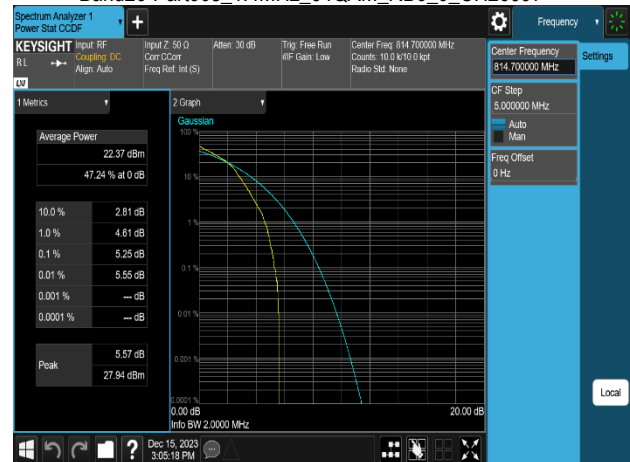 Spectrum Analyzer 1
Power Stat CCDF
Frequency
KEYSIGHT
Input: RF
Coupling: DC
Align: Auto
Input Z: 50 Ω
Corr CCorr
Freq Ref: Int (S)
Atten: 30 dB
Trig: Free Run
#IF Gain: Low
Center Freq: 814.700000 MHz
Counts: 10.0 k/10.0 kpt
Radio Std: None
R L
LXI
Center Frequency
814.700000 MHz
Settings
CF Step
5.000000 MHz
Auto
Man
Freq Offset
0 Hz
1 Metrics
Average Power
22.37 dBm
47.24 % at 0 dB
10.0 % 2.81 dB
1.0 % 4.61 dB
0.1 % 5.25 dB
0.01 % 5.55 dB
0.001 % --- dB
0.0001 % --- dB
Peak
5.57 dB
27.94 dBm
2 Graph
Gaussian
100 %
10 %
1 %
0.1 %
0.01 %
0.001 %
0.0001 %
0.00 dB
20.00 dB
Info BW 2.0000 MHz
Local
Dec 15, 2023
3:05:18 PM